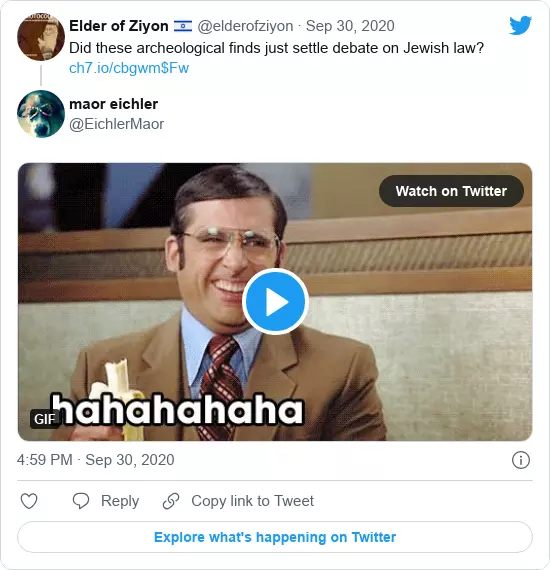 Elder of Ziyon 🇮🇱 @elderofziyon · Sep 30, 2020
Did these archeological finds just settle debate on Jewish law?
ch7.io/cbgwm$Fw
maor eichler
@EichlerMaor
Watch on Twitter
hahahahaha
GIF
4:59 PM · Sep 30, 2020
Reply
Copy link to Tweet
Explore what's happening on Twitter